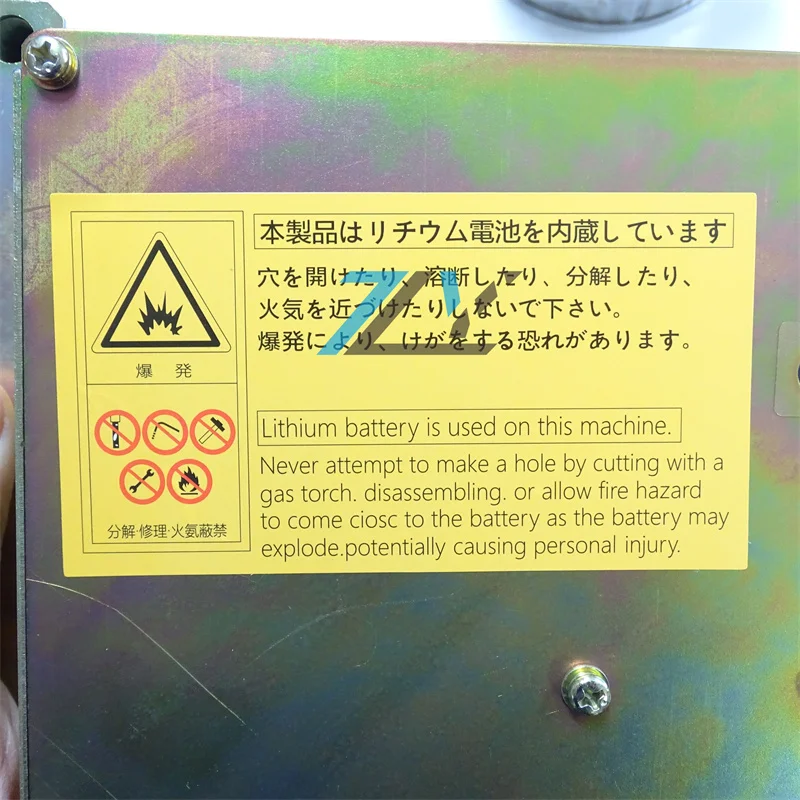 本製品はリチウム電池を内蔵しています
穴を開けたり、溶断したり、分解したり、
火気を近づけたりしないで下さい。
爆発により、けがをする恐れがあります。
爆 発
Lithium battery is used on this machine.
Never attempt to make a hole by cutting with a
gas torch. disassembling. or allow fire hazard
to come ciosc to the battery as the battery may
explode.potentially causing personal injury.
分解·修理·火氨蔽禁